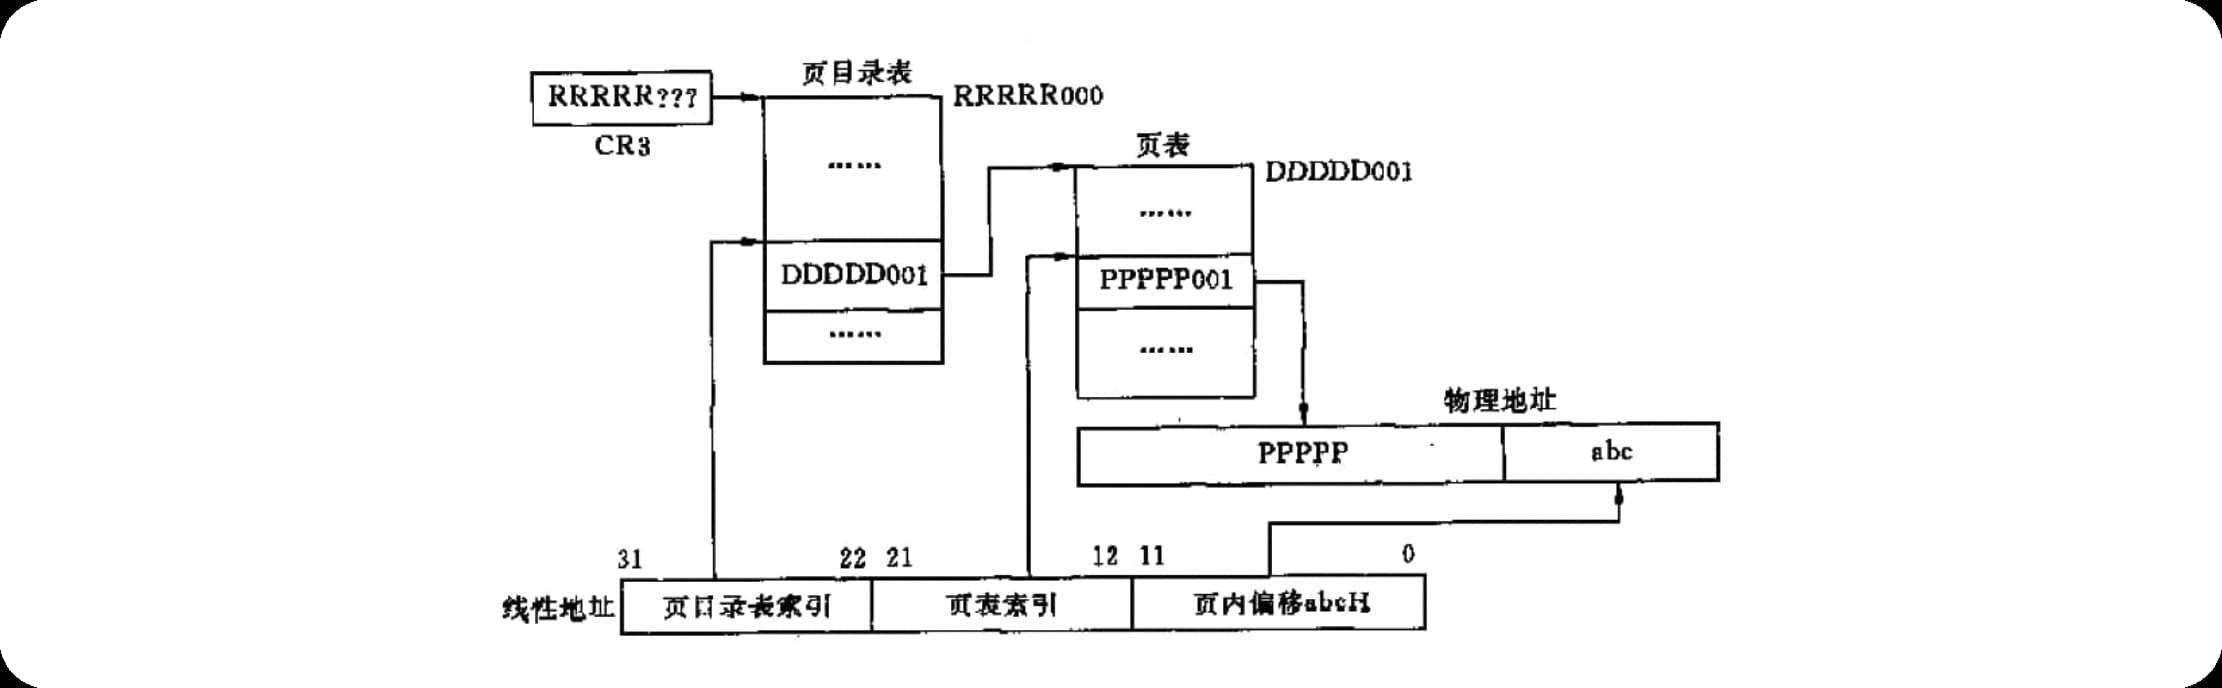 页目录表
RRRRR???
RRRRR000
CR3
页表
……
DDDDD001
……
DDDDD001
PPPPP001
……
……
物理地址
PPPPP
abc
31
22 21
12 11
0
线性地址
页目录表索引
页表索引
页内偏移abcH